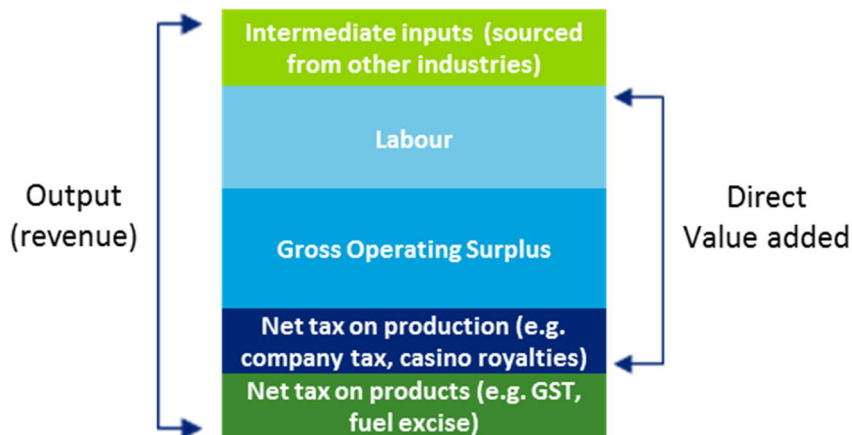 Intermediate inputs (sourced
from other industries)
Labour
Output
(revenue)
Direct
Value added
Gross Operating Surplus
Net tax on production (e.g.
company tax, casino royalties)
Net tax on products (e.g. GST,
fuel excise)